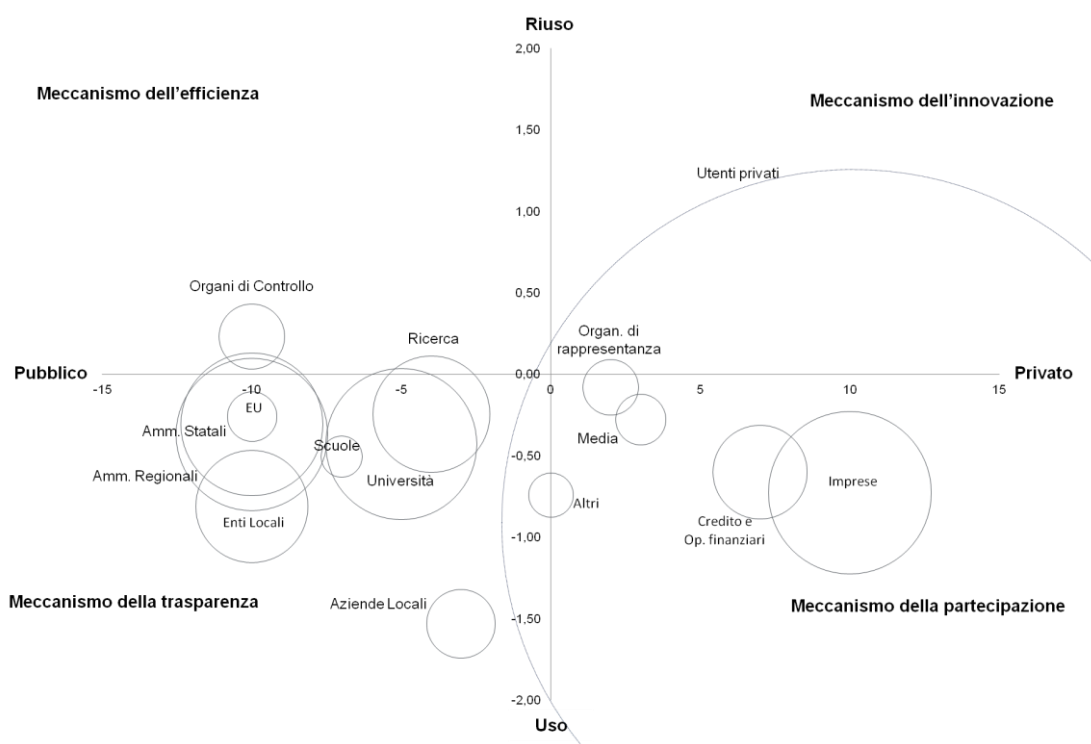 Riuso
2,00
Meccanismo dell'efficienza
Meccanismo dell'innovazione
1,50
Utenti privati
1,00
Organi di Controllo
0,50
Ricerca
Organ. di
rappresentanza
Pubblico
0,00
Privato
-15
-10
-5
0
5
10
15
EU
Amm. Statali
Scuole
Media
-0,50
Amm. Regionali
Università
Imprese
Altri
Enti Locali
Credito e
Op. finanziari
-1,00
Meccanismo della trasparenza
Aziende Locali
Meccanismo della partecipazione
-1,50
-2,00
Uso